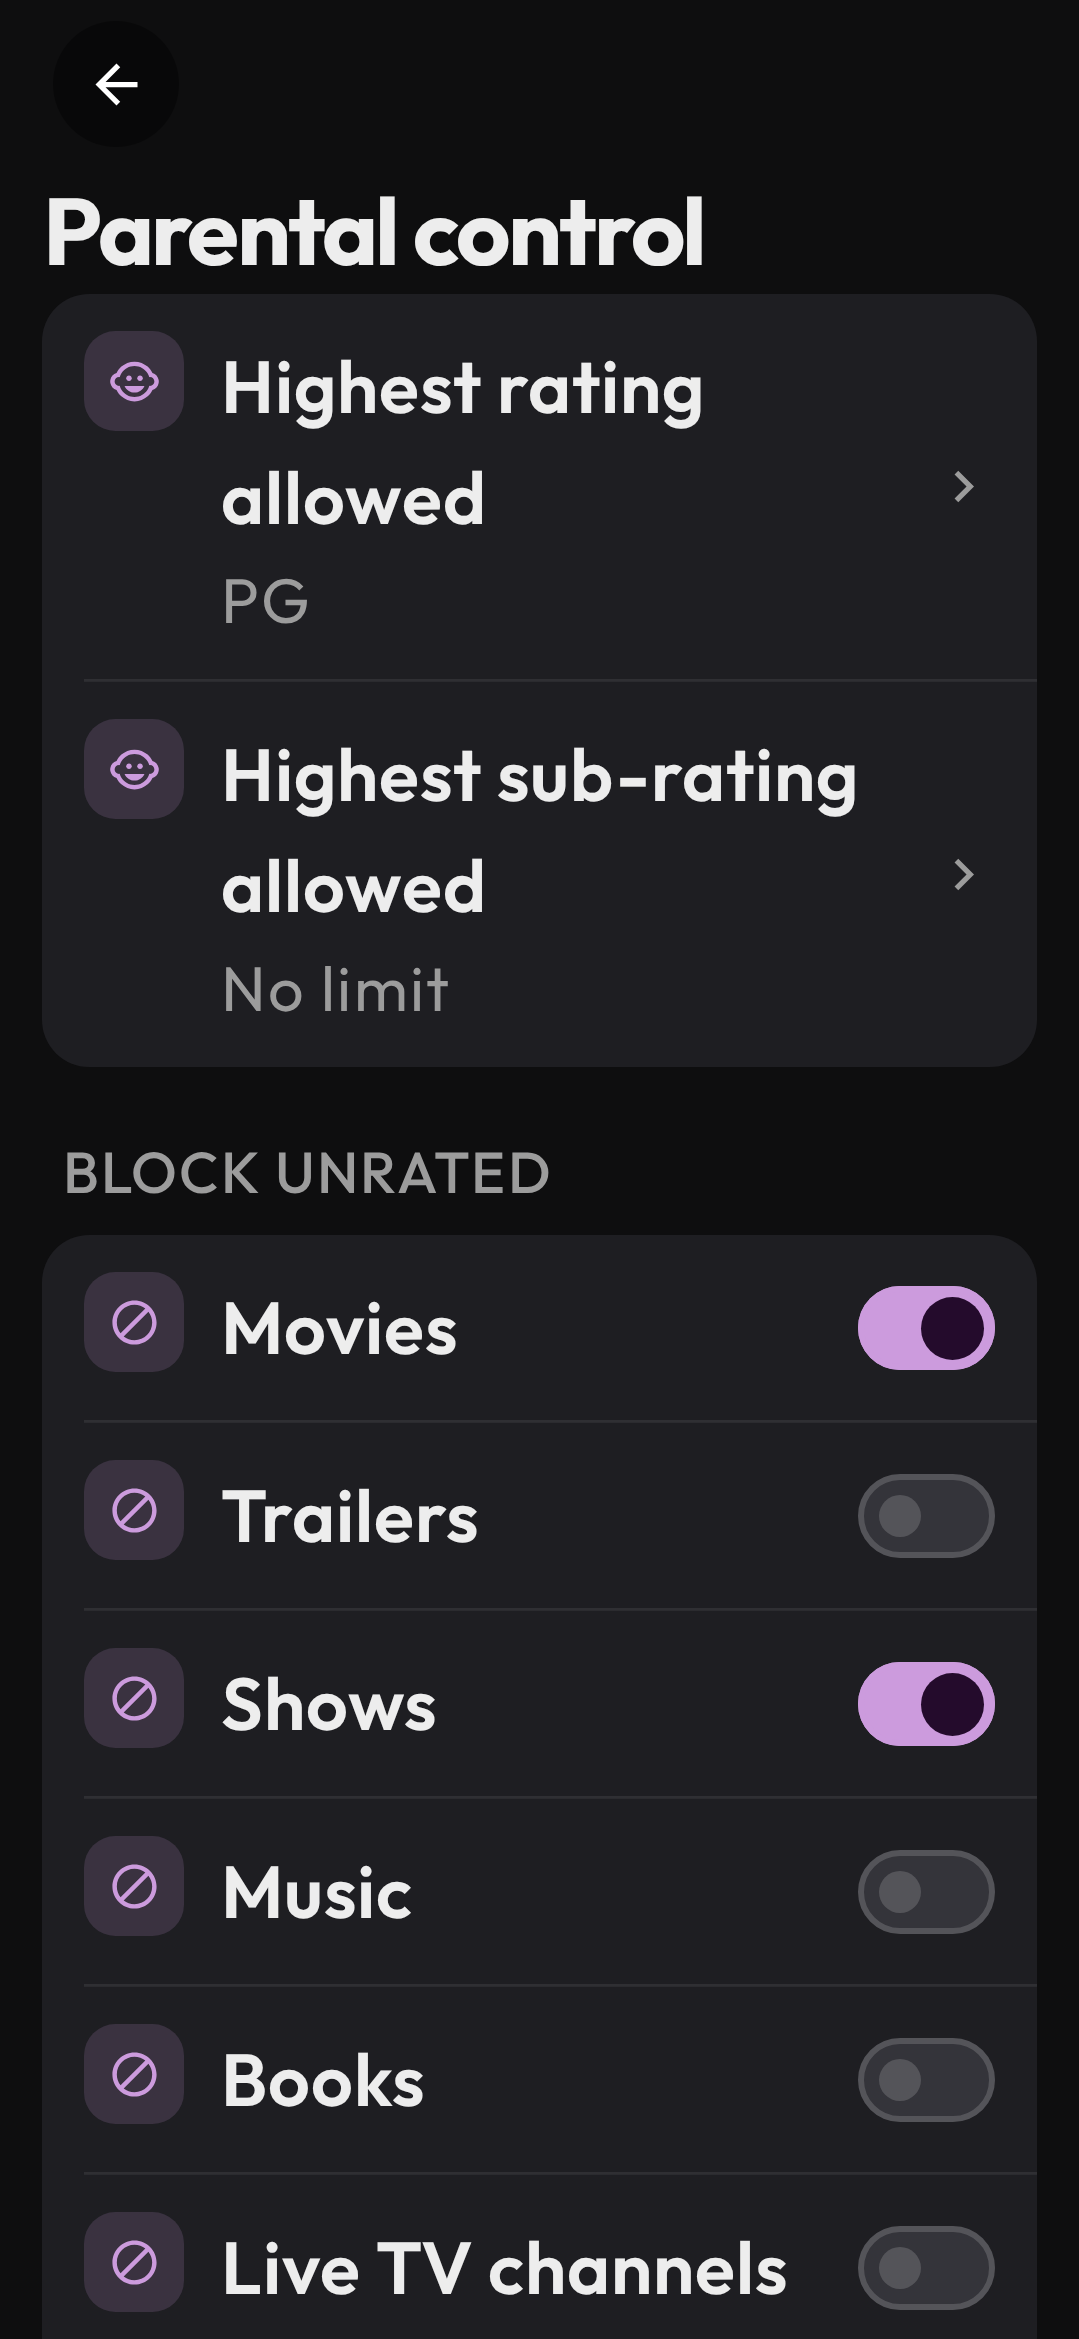 Parental control
Highest rating
allowed
PG
Highest sub-rating
allowed
No limit
BLOCK UNRATED
Movies
Trailers
Shows
Music
Books
Live TV channels